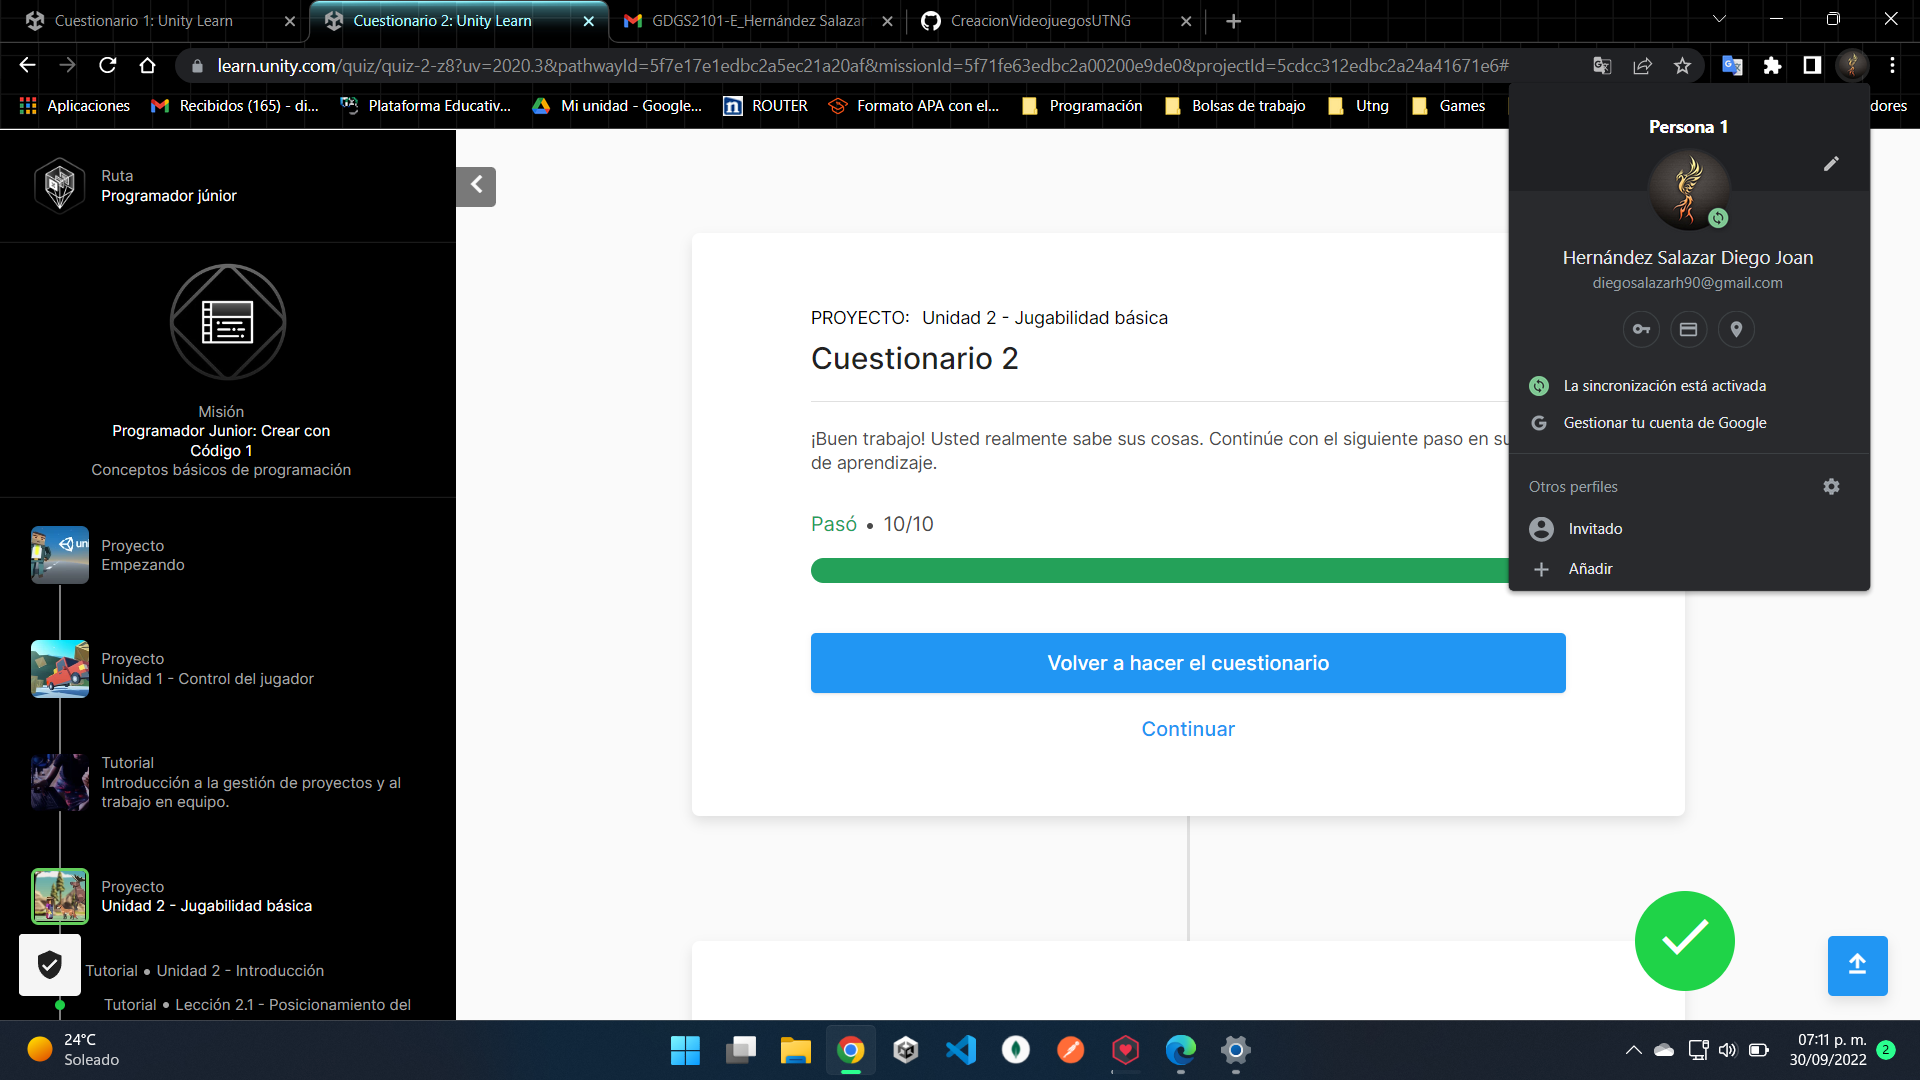 Cuestionario 1: Unity Learn
Cuestionario 2: Unity Learn
GDGS2101-E_Hernández Salazar
CreacionVideojuegosUTNG
learn.unity.com/quiz/quiz-2-z8?uv=2020.3&pathwayId=5f7e17e1edbc2a5ec21a20af&missionId=5f71fe63edbc2a00200e9de0&projectId=5cdcc312edbc2a24a41671e6#
Aplicaciones
Recibidos (165) - di...
Plataforma Educativ...
Mi unidad - Google...
ROUTER
Formato APA con el...
Programación
Bolsas de trabajo
Utng
Games
dores
Ruta
Programador júnior
Misión
Programador Junior: Crear con
Código 1
Conceptos básicos de programación
Proyecto
Empezando
Proyecto
Unidad 1 - Control del jugador
Tutorial
Introducción a la gestión de proyectos y al
trabajo en equipo.
Proyecto
Unidad 2 - Jugabilidad básica
Tutorial • Unidad 2 - Introducción
Tutorial • Lección 2.1 - Posicionamiento del
PROYECTO: Unidad 2 - Jugabilidad básica
Cuestionario 2
¡Buen trabajo! Usted realmente sabe sus cosas. Continúe con el siguiente paso en su
de aprendizaje.
Pasó • 10/10
Volver a hacer el cuestionario
Continuar
Persona 1
Hernández Salazar Diego Joan
diegosalazarh90@gmail.com
La sincronización está activada
Gestionar tu cuenta de Google
Otros perfiles
Invitado
Añadir
24°C
Soleado
07:11 p. m.
30/09/2022
2